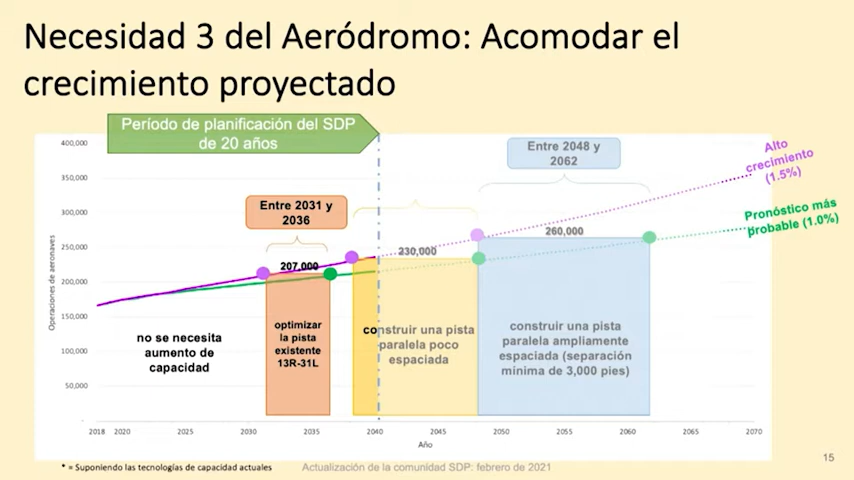 Necesidad 3 del Aeródromo: Acomodar el
crecimiento proyectado
Período de planificación del SDP
de 20 años
400,000
350,000
300,000
250,000
200,000
150,000
100,000
50,000
-
Operaciones de aeronaves
Entre 2031 y
2036
207,000
230,000
Entre 2048 y
2062
260,000
Alto
crecimiento
(1.5%)
Pronóstico más
probable (1.0%)
no se necesita
aumento de
capacidad
optimizar
la pista
existente
13R-31L
construir una pista
paralela poco
espaciada
construir una pista
paralela ampliamente
espaciada (separación
mínima de 3,000 pies)
2018 2020 2025 2030 2035 2040 2045 2050 2055 2060 2065 2070
Año
* = Suponiendo las tecnologías de capacidad actuales
Actualización de la comunidad SDP: febrero de 2021
15